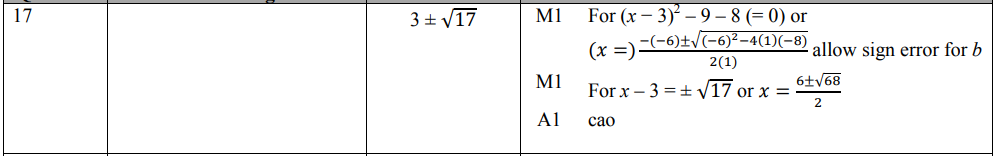 17 3 ± √17 M1 For (x − 3)² – 9 – 8 (= 0) or
(x =) (−(−6)±√((−6)²−4(1)(−8)))/(2(1)) allow sign error for b
M1 For x – 3 = ± √17 or x = (6±√68)/2
A1 cao